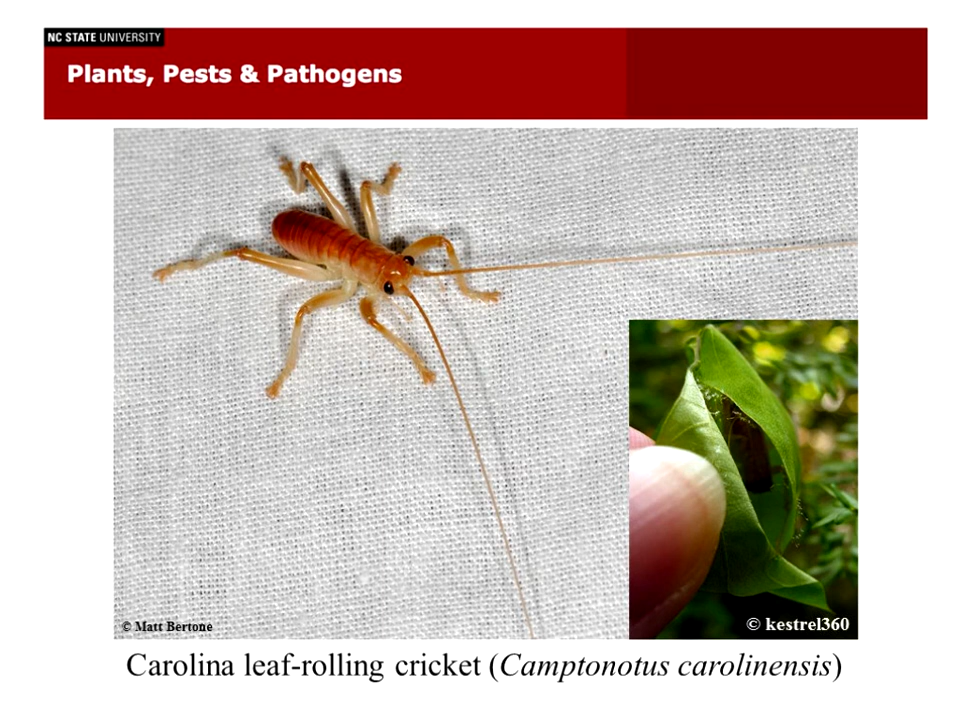 NC STATE UNIVERSITY
Plants, Pests & Pathogens
© Matt Bertone
© kestrel360
Carolina leaf-rolling cricket (Camptonotus carolinensis)